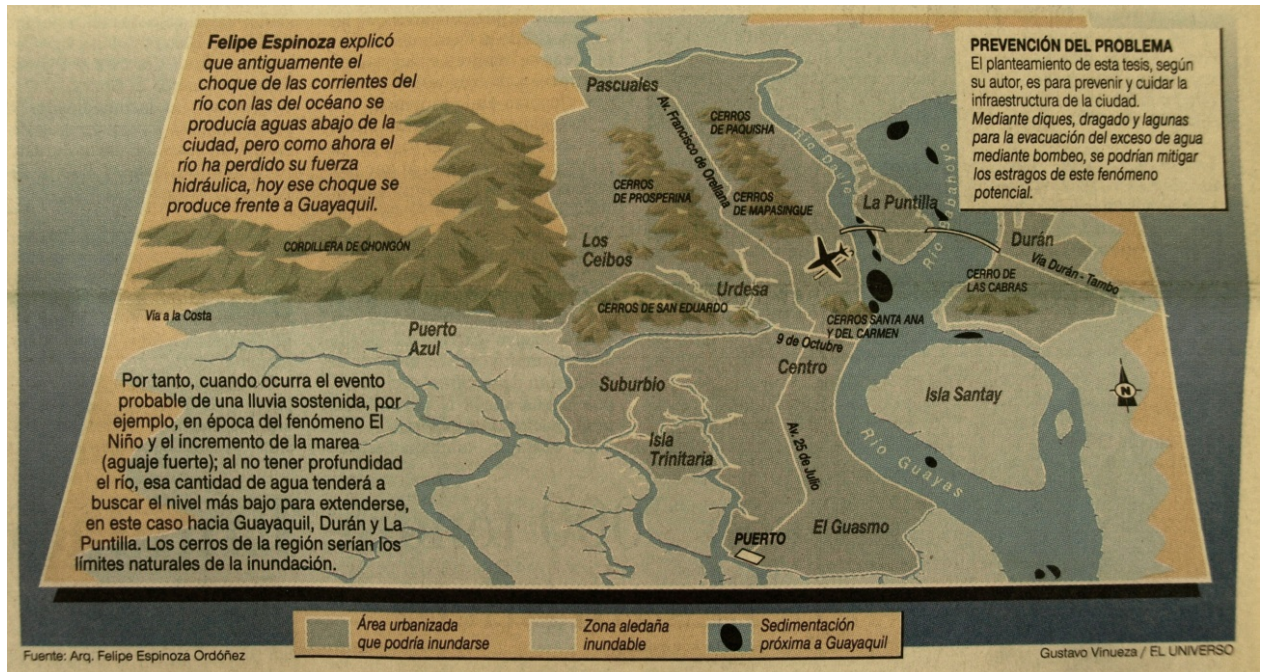 Felipe Espinoza explicó
que antiguamente el
choque de las corrientes del
río con las del océano se
producía aguas abajo de la
ciudad, pero como ahora el
río ha perdido su fuerza
hidráulica, hoy ese choque se
produce frente a Guayaquil.
PREVENCIÓN DEL PROBLEMA
El planteamiento de esta tesis, según
su autor, es para prevenir y cuidar la
infraestructura de la ciudad.
Mediante diques, dragado y lagunas
para la evacuación del exceso de agua
mediante bombeo, se podrían mitigar
los estragos de este fenómeno
potencial.
Pascuales
Av. Francisco de Orellana
CERROS
DE PAQUISHA
Río Daule
Río Babahoyo
CERROS
DE PROSPERINA
CERROS
DE MAPASINGUE
La Puntilla
CORDILLERA DE CHONGÓN
Los
Ceibos
Durán
Vía Durán - Tambo
Urdesa
CERRO DE
LAS CABRAS
CERROS DE SAN EDUARDO
CERROS SANTA ANA
Y DEL CARMEN
Vía a la Costa
Puerto
Azul
9 de Octubre
Centro
Suburbio
Isla Santay
N
Isla
Trinitaria
Av. 25 de Julio
Río Guayas
El Guasmo
PUERTO
Por tanto, cuando ocurra el evento
probable de una lluvia sostenida, por
ejemplo, en época del fenómeno El
Niño y el incremento de la marea
(aguaje fuerte); al no tener profundidad
el río, esa cantidad de agua tenderá a
buscar el nivel más bajo para extenderse,
en este caso hacia Guayaquil, Durán y La
Puntilla. Los cerros de la región serían los
límites naturales de la inundación.
Área urbanizada
que podría inundarse
Zona aledaña
inundable
Sedimentación
próxima a Guayaquil
Fuente: Arq. Felipe Espinoza Ordóñez
Gustavo Vinueza / EL UNIVERSO